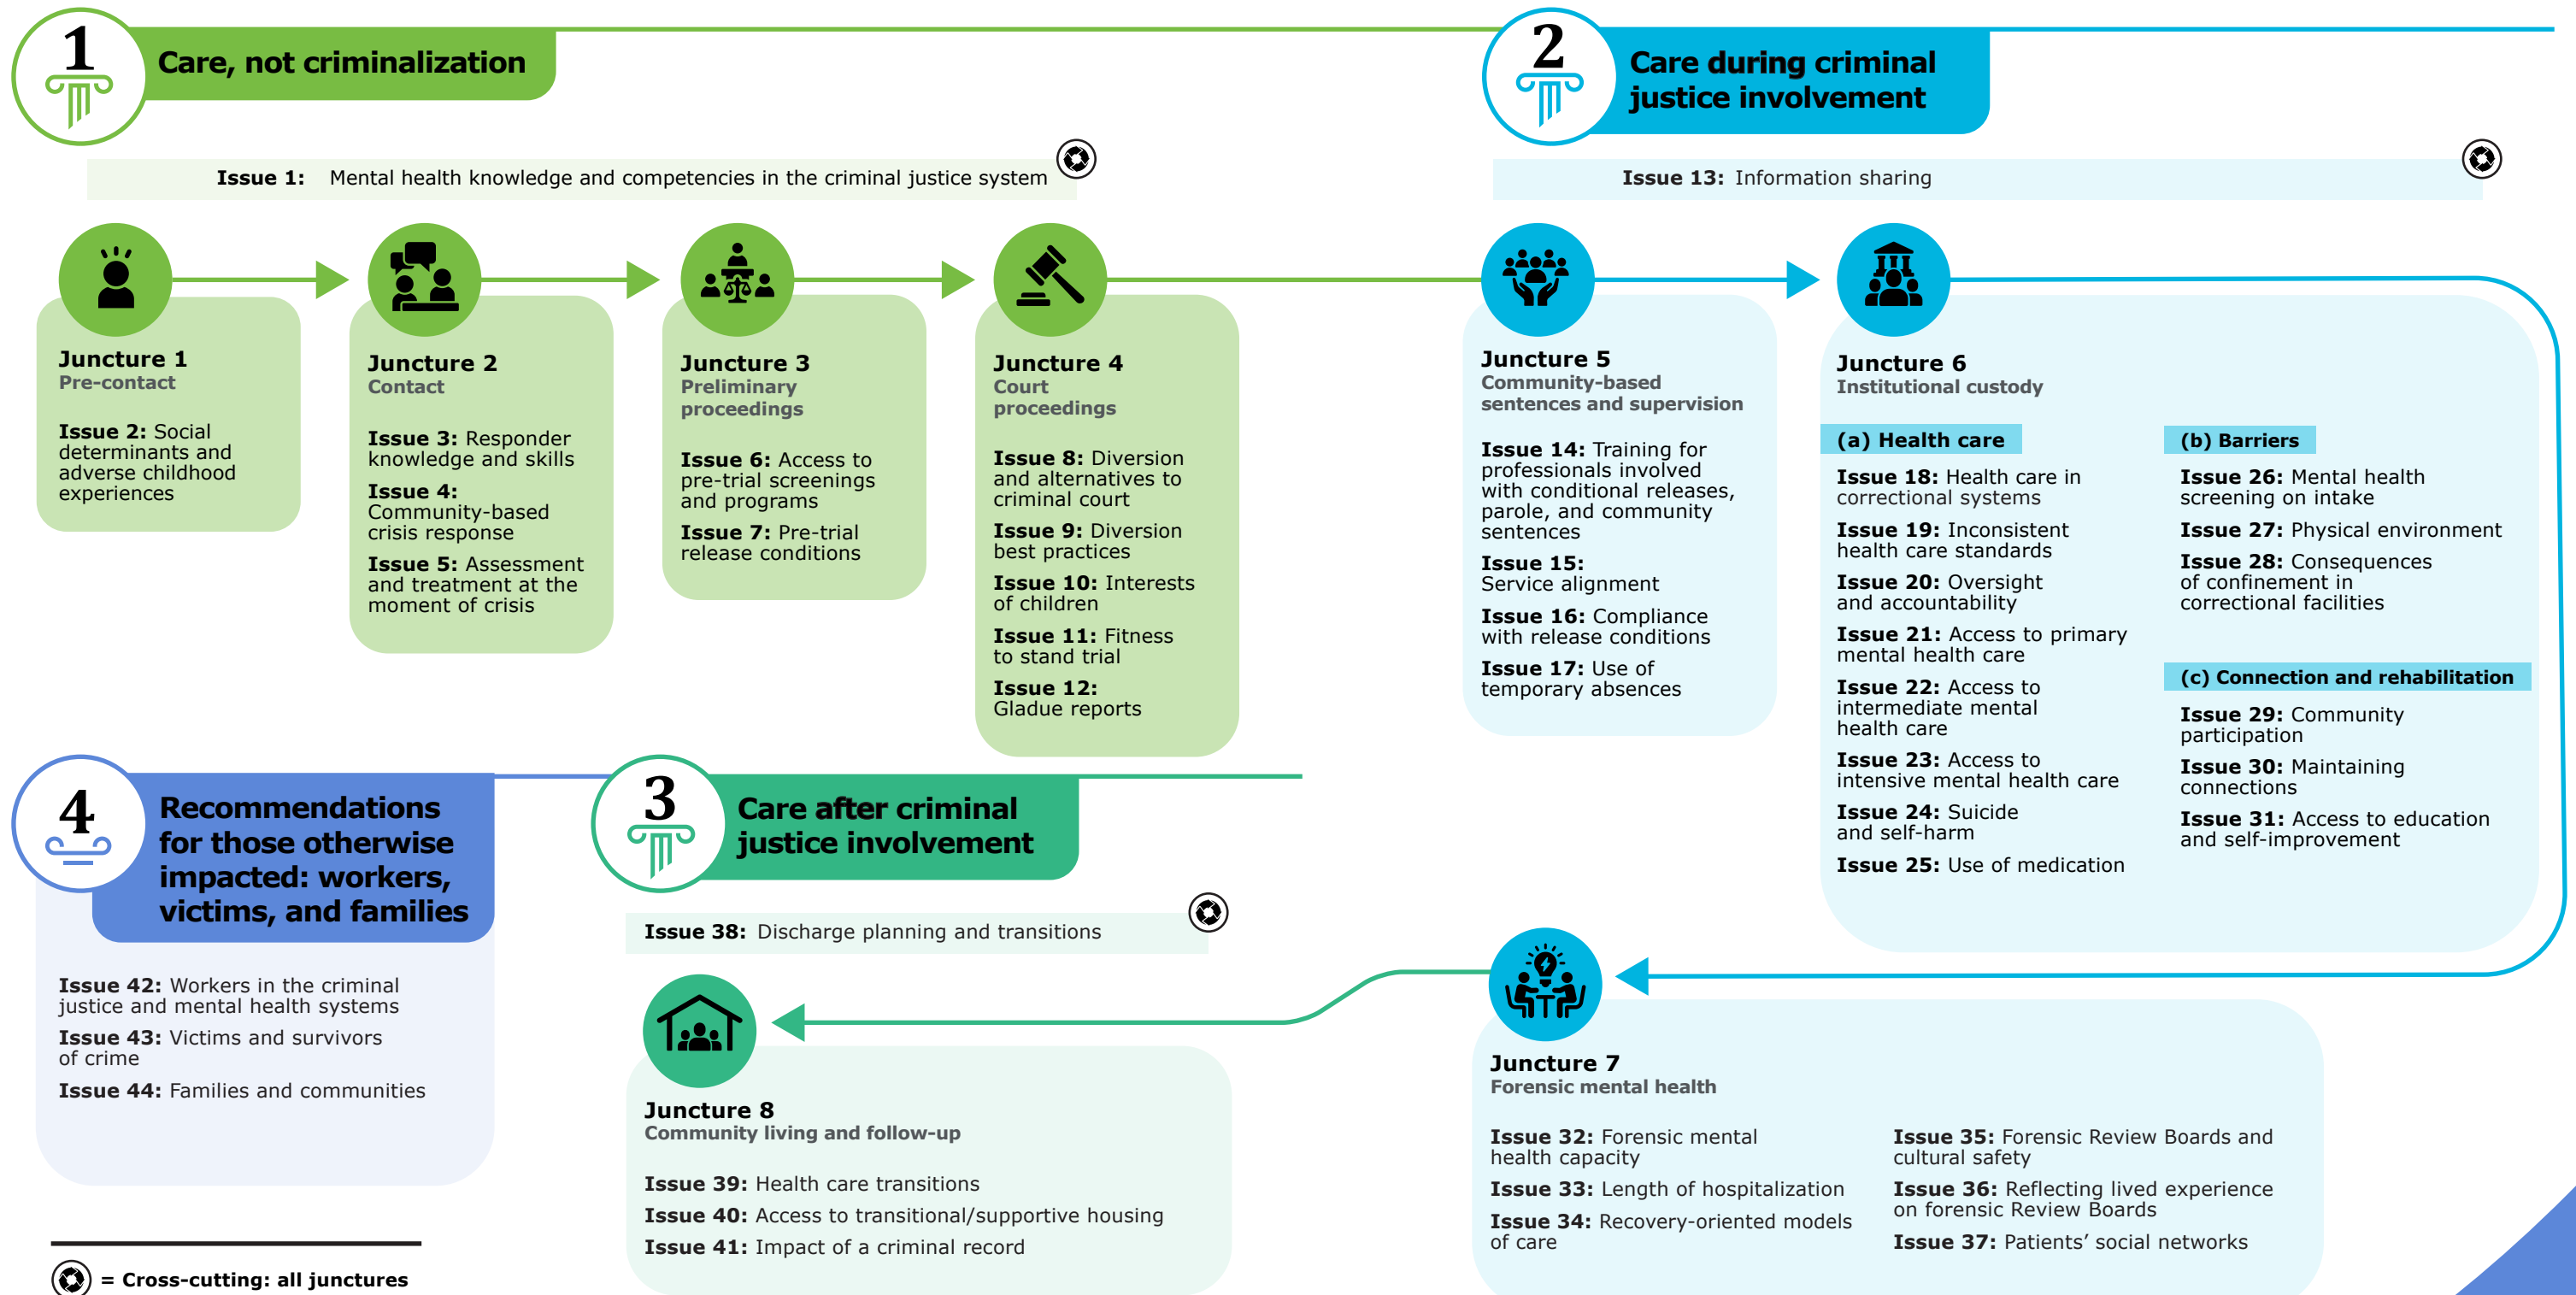 1
Care, not criminalization
Issue 1: Mental health knowledge and competencies in the criminal justice system
Juncture 1
Pre-contact
Issue 2: Social
determinants and
adverse childhood
experiences
Juncture 2
Contact
Issue 3: Responder
knowledge and skills
Issue 4:
Community-based
crisis response
Issue 5: Assessment
and treatment at the
moment of crisis
Juncture 3
Preliminary
proceedings
Issue 6: Access to
pre-trial screenings
and programs
Issue 7: Pre-trial
release conditions
Juncture 4
Court
proceedings
Issue 8: Diversion
and alternatives to
criminal court
Issue 9: Diversion
best practices
Issue 10: Interests
of children
Issue 11: Fitness
to stand trial
Issue 12:
Gladue reports
2
Care during criminal
justice involvement
Issue 13: Information sharing
Juncture 5
Community-based
sentences and supervision
Issue 14: Training for
professionals involved
with conditional releases,
parole, and community
sentences
Issue 15:
Service alignment
Issue 16: Compliance
with release conditions
Issue 17: Use of
temporary absences
Juncture 6
Institutional custody
(a) Health care
Issue 18: Health care in
correctional systems
Issue 19: Inconsistent
health care standards
Issue 20: Oversight
and accountability
Issue 21: Access to primary
mental health care
Issue 22: Access to
intermediate mental
health care
Issue 23: Access to
intensive mental health care
Issue 24: Suicide
and self-harm
Issue 25: Use of medication
(b) Barriers
Issue 26: Mental health
screening on intake
Issue 27: Physical environment
Issue 28: Consequences
of confinement in
correctional facilities
(c) Connection and rehabilitation
Issue 29: Community
participation
Issue 30: Maintaining
connections
Issue 31: Access to education
and self-improvement
Juncture 7
Forensic mental health
Issue 32: Forensic mental
health capacity
Issue 33: Length of hospitalization
Issue 34: Recovery-oriented models
of care
Issue 35: Forensic Review Boards and
cultural safety
Issue 36: Reflecting lived experience
on forensic Review Boards
Issue 37: Patients’ social networks
3
Care after criminal
justice involvement
Issue 38: Discharge planning and transitions
Juncture 8
Community living and follow-up
Issue 39: Health care transitions
Issue 40: Access to transitional/supportive housing
Issue 41: Impact of a criminal record
4
Recommendations
for those otherwise
impacted: workers,
victims, and families
Issue 42: Workers in the criminal
justice and mental health systems
Issue 43: Victims and survivors
of crime
Issue 44: Families and communities
= Cross-cutting: all junctures